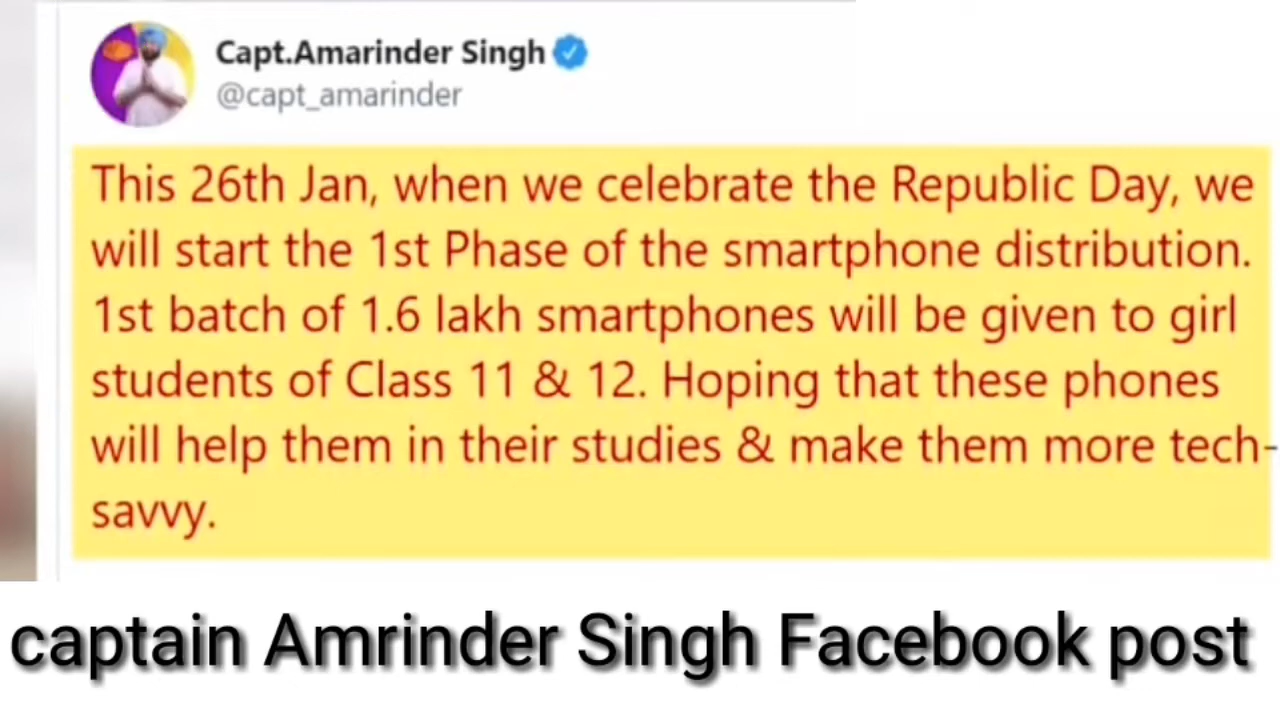 Capt.Amarinder Singh
@capt_amarinder
This 26th Jan, when we celebrate the Republic Day, we
will start the 1st Phase of the smartphone distribution.
1st batch of 1.6 lakh smartphones will be given to girl
students of Class 11 & 12. Hoping that these phones
will help them in their studies & make them more tech-
savvy.
captain Amrinder Singh Facebook post